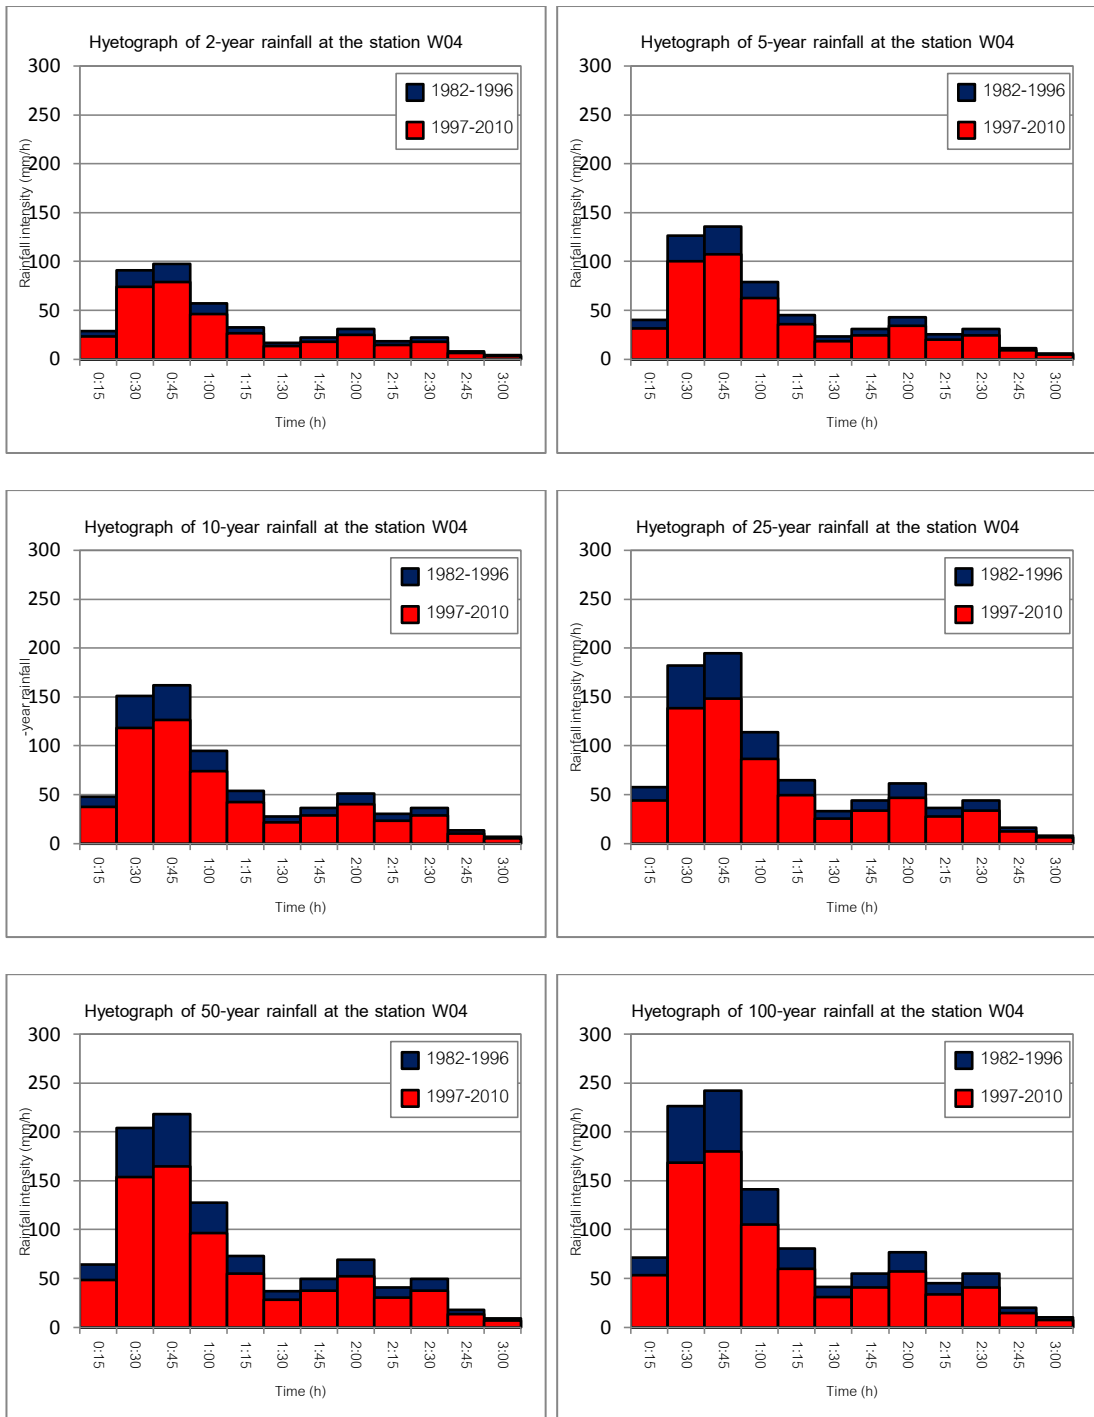 Hyetograph of 2-year rainfall at the station W04
300
250
200
150
100
50
0
Rainfall intensity (mm/h)
1982-1996
1997-2010
0:15 0:30 0:45 1:00 1:15 1:30 1:45 2:00 2:15 2:30 2:45 3:00
Time (h)
Hyetograph of 5-year rainfall at the station W04
300
250
200
150
100
50
0
Rainfall intensity (mm/h)
1982-1996
1997-2010
0:15 0:30 0:45 1:00 1:15 1:30 1:45 2:00 2:15 2:30 2:45 3:00
Time (h)
Hyetograph of 10-year rainfall at the station W04
300
250
200
150
100
50
0
-year rainfall
1982-1996
1997-2010
0:15 0:30 0:45 1:00 1:15 1:30 1:45 2:00 2:15 2:30 2:45 3:00
Time (h)
Hyetograph of 25-year rainfall at the station W04
300
250
200
150
100
50
0
Rainfall intensity (mm/h)
1982-1996
1997-2010
0:15 0:30 0:45 1:00 1:15 1:30 1:45 2:00 2:15 2:30 2:45 3:00
Time (h)
Hyetograph of 50-year rainfall at the station W04
300
250
200
150
100
50
0
Rainfall intensity (mm/h)
1982-1996
1997-2010
0:15 0:30 0:45 1:00 1:15 1:30 1:45 2:00 2:15 2:30 2:45 3:00
Time (h)
Hyetograph of 100-year rainfall at the station W04
300
250
200
150
100
50
0
Rainfall intensity (mm/h)
1982-1996
1997-2010
0:15 0:30 0:45 1:00 1:15 1:30 1:45 2:00 2:15 2:30 2:45 3:00
Time (h)